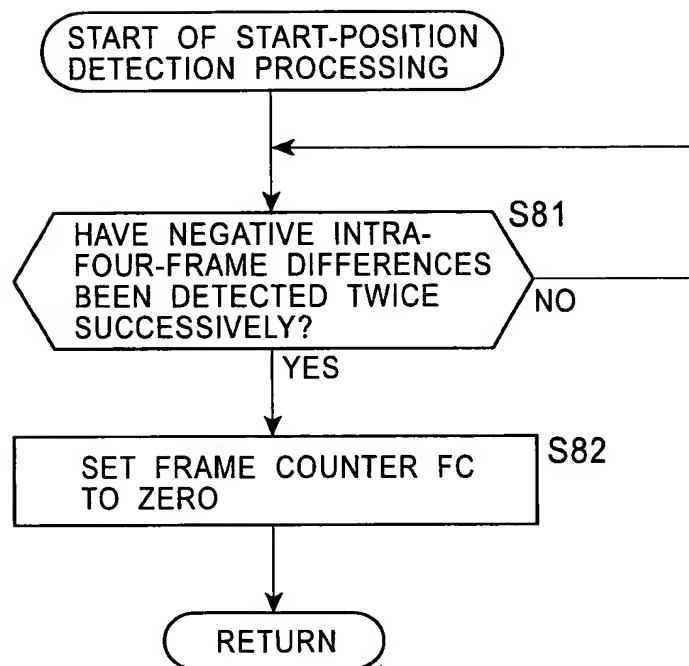 START OF START-POSITION
DETECTION PROCESSING
S81
HAVE NEGATIVE INTRA-
FOUR-FRAME DIFFERENCES
BEEN DETECTED TWICE
SUCCESSIVELY?
NO
YES
S82
SET FRAME COUNTER FC
TO ZERO
RETURN